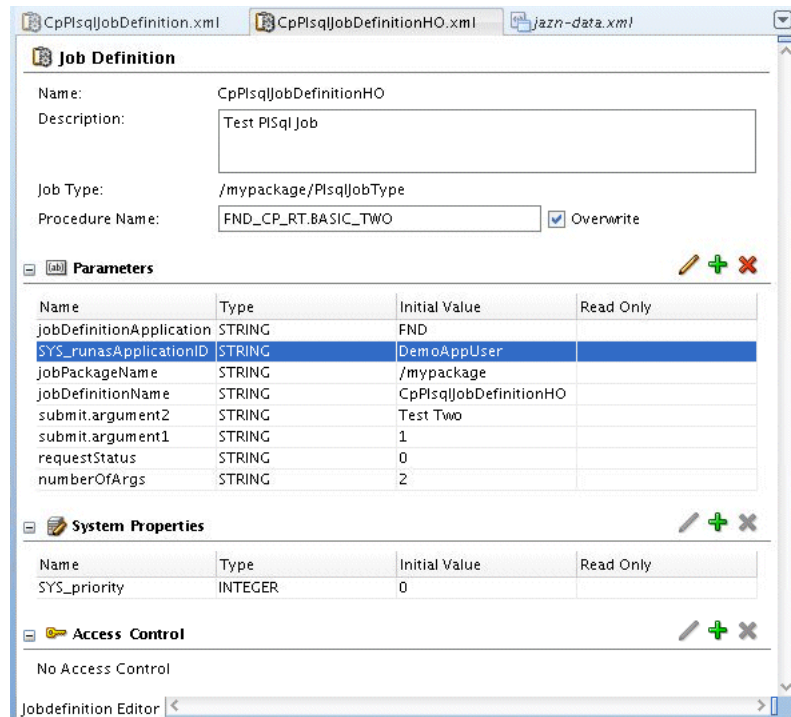 CpPlsqlJobDefinition.xml CpPlsqlJobDefinitionHO.xml jazn-data.xml
Job Definition
Name: CpPlsqlJobDefinitionHO
Description: Test PlSql Job
Job Type: /mypackage/PlsqlJobType
Procedure Name: FND_CP_RT.BASIC_TWO Overwrite
(ab) Parameters
Name Type Initial Value Read Only
jobDefinitionApplication STRING FND
SYS_runasApplicationID STRING DemoAppUser
jobPackageName STRING /mypackage
jobDefinitionName STRING CpPlsqlJobDefinitionHO
submit.argument2 STRING Test Two
submit.argument1 STRING 1
requestStatus STRING 0
numberOfArgs STRING 2
System Properties
Name Type Initial Value Read Only
SYS_priority INTEGER 0
Access Control
No Access Control
Jobdefinition Editor